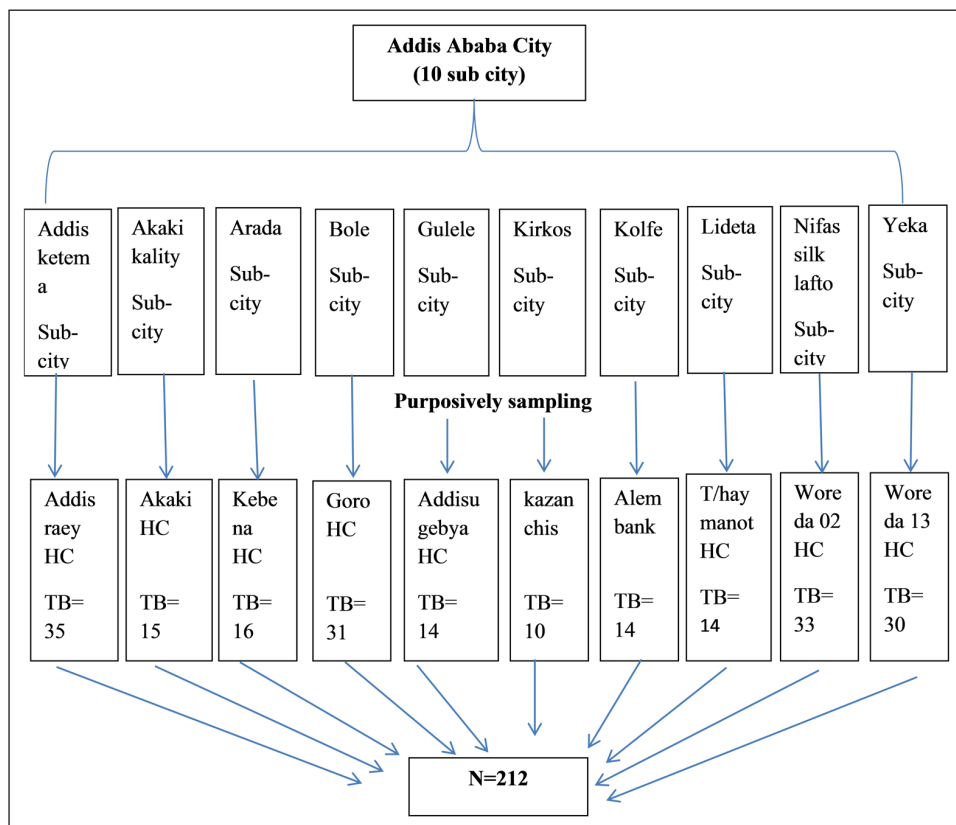 Addis Ababa City
(10 sub city)
Addis
ketem
a
Sub-
city
Akaki
kality
Sub-
city
Arada
Sub-
city
Bole
Sub-
city
Gulele
Sub-
city
Kirkos
Sub-
city
Kolfe
Sub-
city
Lideta
Sub-
city
Nifas
silk
lafto
Sub-
city
Yeka
Sub-
city
Purposively sampling
Addis
raey
HC
TB=
35
Akaki
HC
TB=
15
Kebe
na
HC
TB=
16
Goro
HC
TB=
31
Addisu
gebya
HC
TB=
14
kazan
chis
TB=
10
Alem
bank
TB=
14
T/hay
manot
HC
TB=
14
Wore
da 02
HC
TB=
33
Wore
da 13
HC
TB=
30
N=212